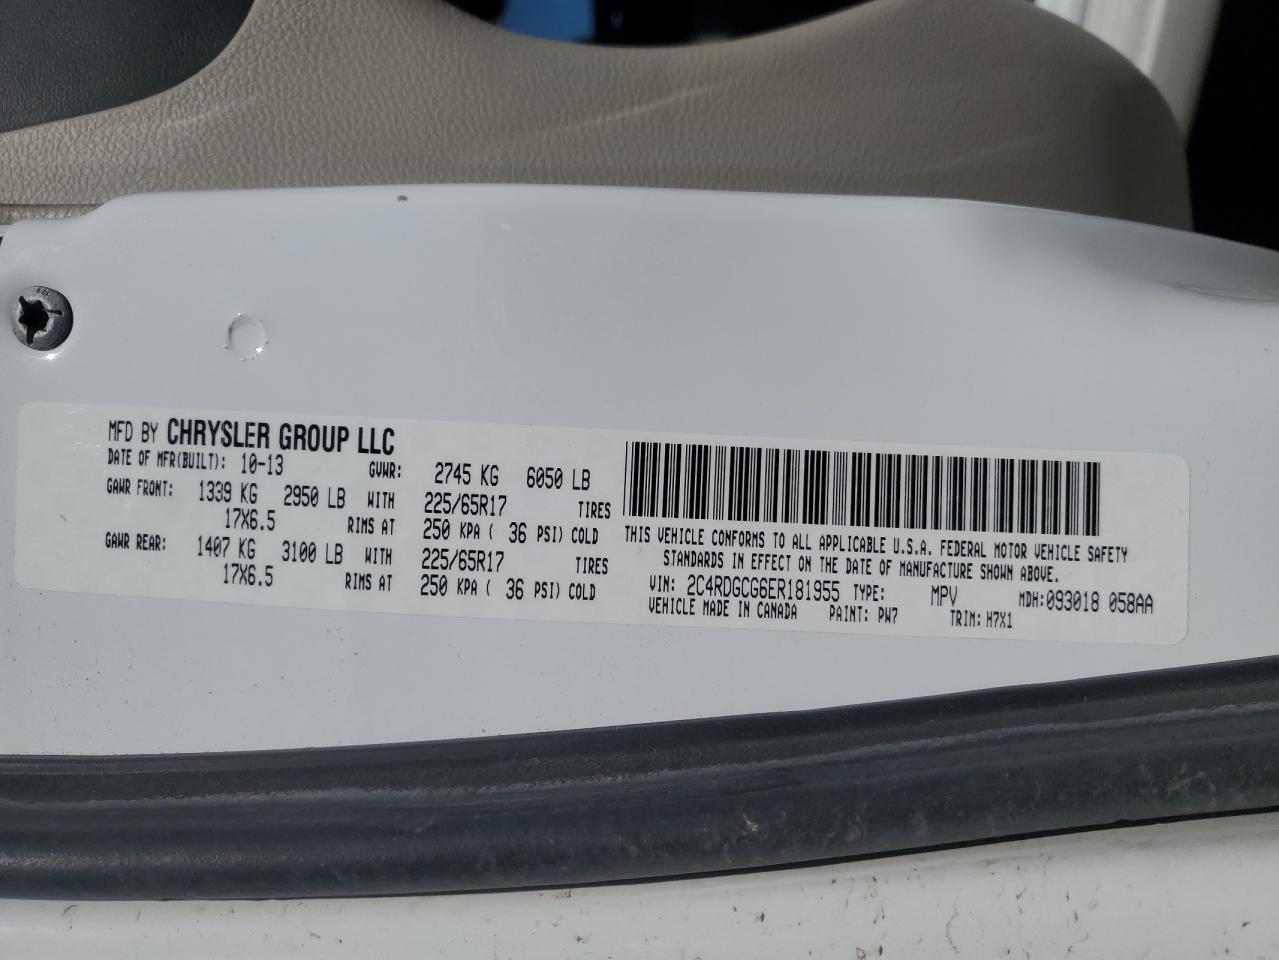 MFD BY CHRYSLER GROUP LLC
DATE OF MFR(BUILT): 10-13 GVWR: 2745 KG 6050 LB
GAWR FRONT: 1339 KG 2950 LB WITH 225/65R17 TIRES
17X6.5 RIMS AT 250 KPA ( 36 PSI) COLD
GAWR REAR: 1407 KG 3100 LB WITH 225/65R17 TIRES
17X6.5 RIMS AT 250 KPA ( 36 PSI) COLD
THIS VEHICLE CONFORMS TO ALL APPLICABLE U.S.A. FEDERAL MOTOR VEHICLE SAFETY
STANDARDS IN EFFECT ON THE DATE OF MANUFACTURE SHOWN ABOVE.
VIN: 2C4RDGCG6ER181955 TYPE: MPV MDH:093018 058AA
VEHICLE MADE IN CANADA PAINT: PW7 TRIM: H7X1